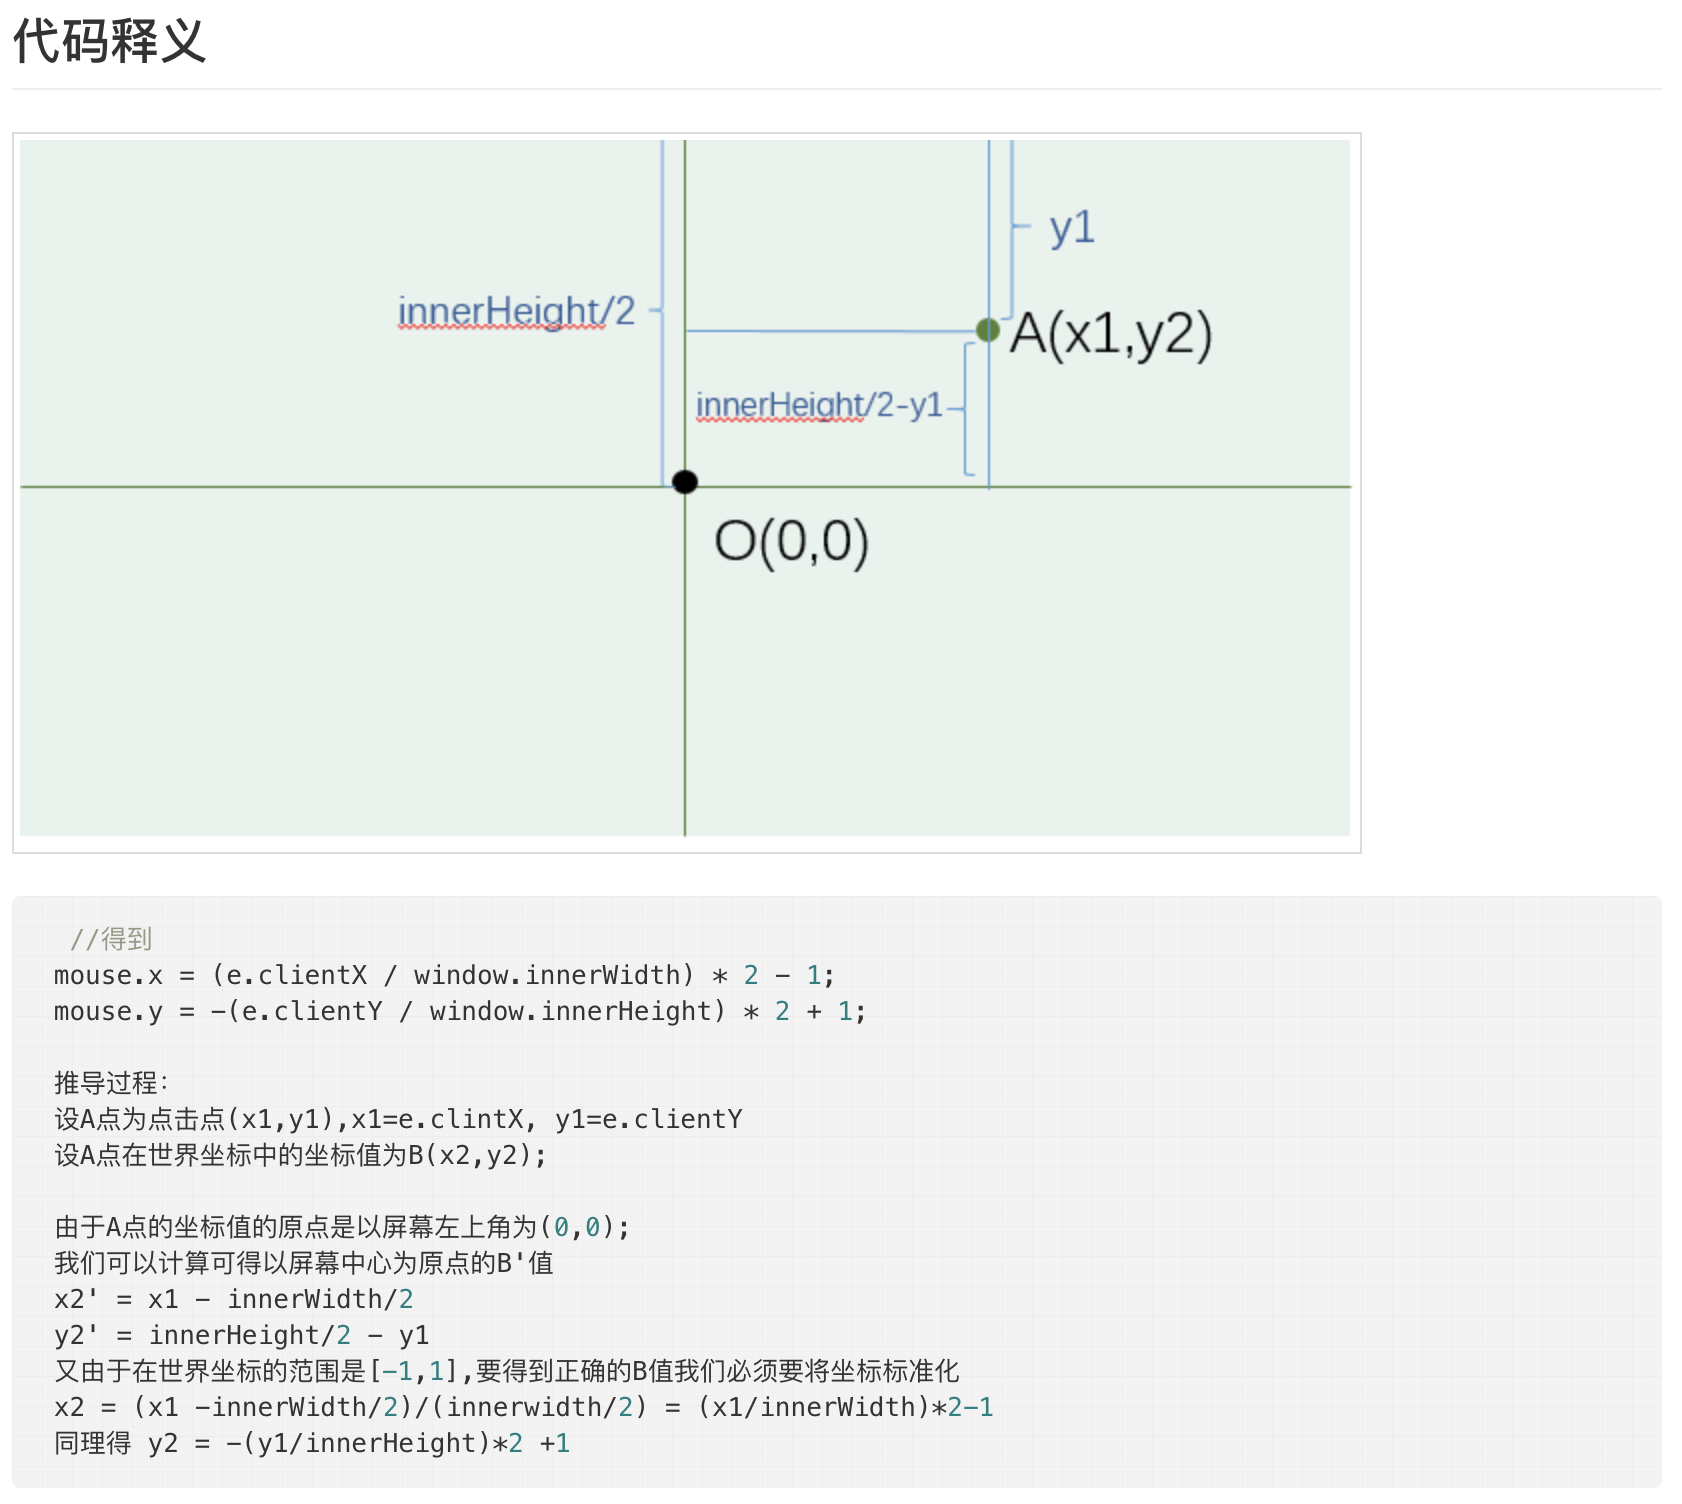 代码释义
y1
innerHeight/2
A(x1,y2)
innerHeight/2-y1
O(0,0)
//得到
mouse.x = (e.clientX / window.innerWidth) * 2 - 1;
mouse.y = -(e.clientY / window.innerHeight) * 2 + 1;
推导过程:
设A点为点击点(x1,y1),x1=e.clintX, y1=e.clientY
设A点在世界坐标中的坐标值为B(x2,y2);
由于A点的坐标值的原点是以屏幕左上角为(0,0);
我们可以计算可得以屏幕中心为原点的B'值
x2' = x1 - innerWidth/2
y2' = innerHeight/2 - y1
又由于在世界坐标的范围是[-1,1],要得到正确的B值我们必须要将坐标标准化
x2 = (x1 -innerWidth/2)/(innerwidth/2) = (x1/innerWidth)*2-1
同理得 y2 = -(y1/innerHeight)*2 +1